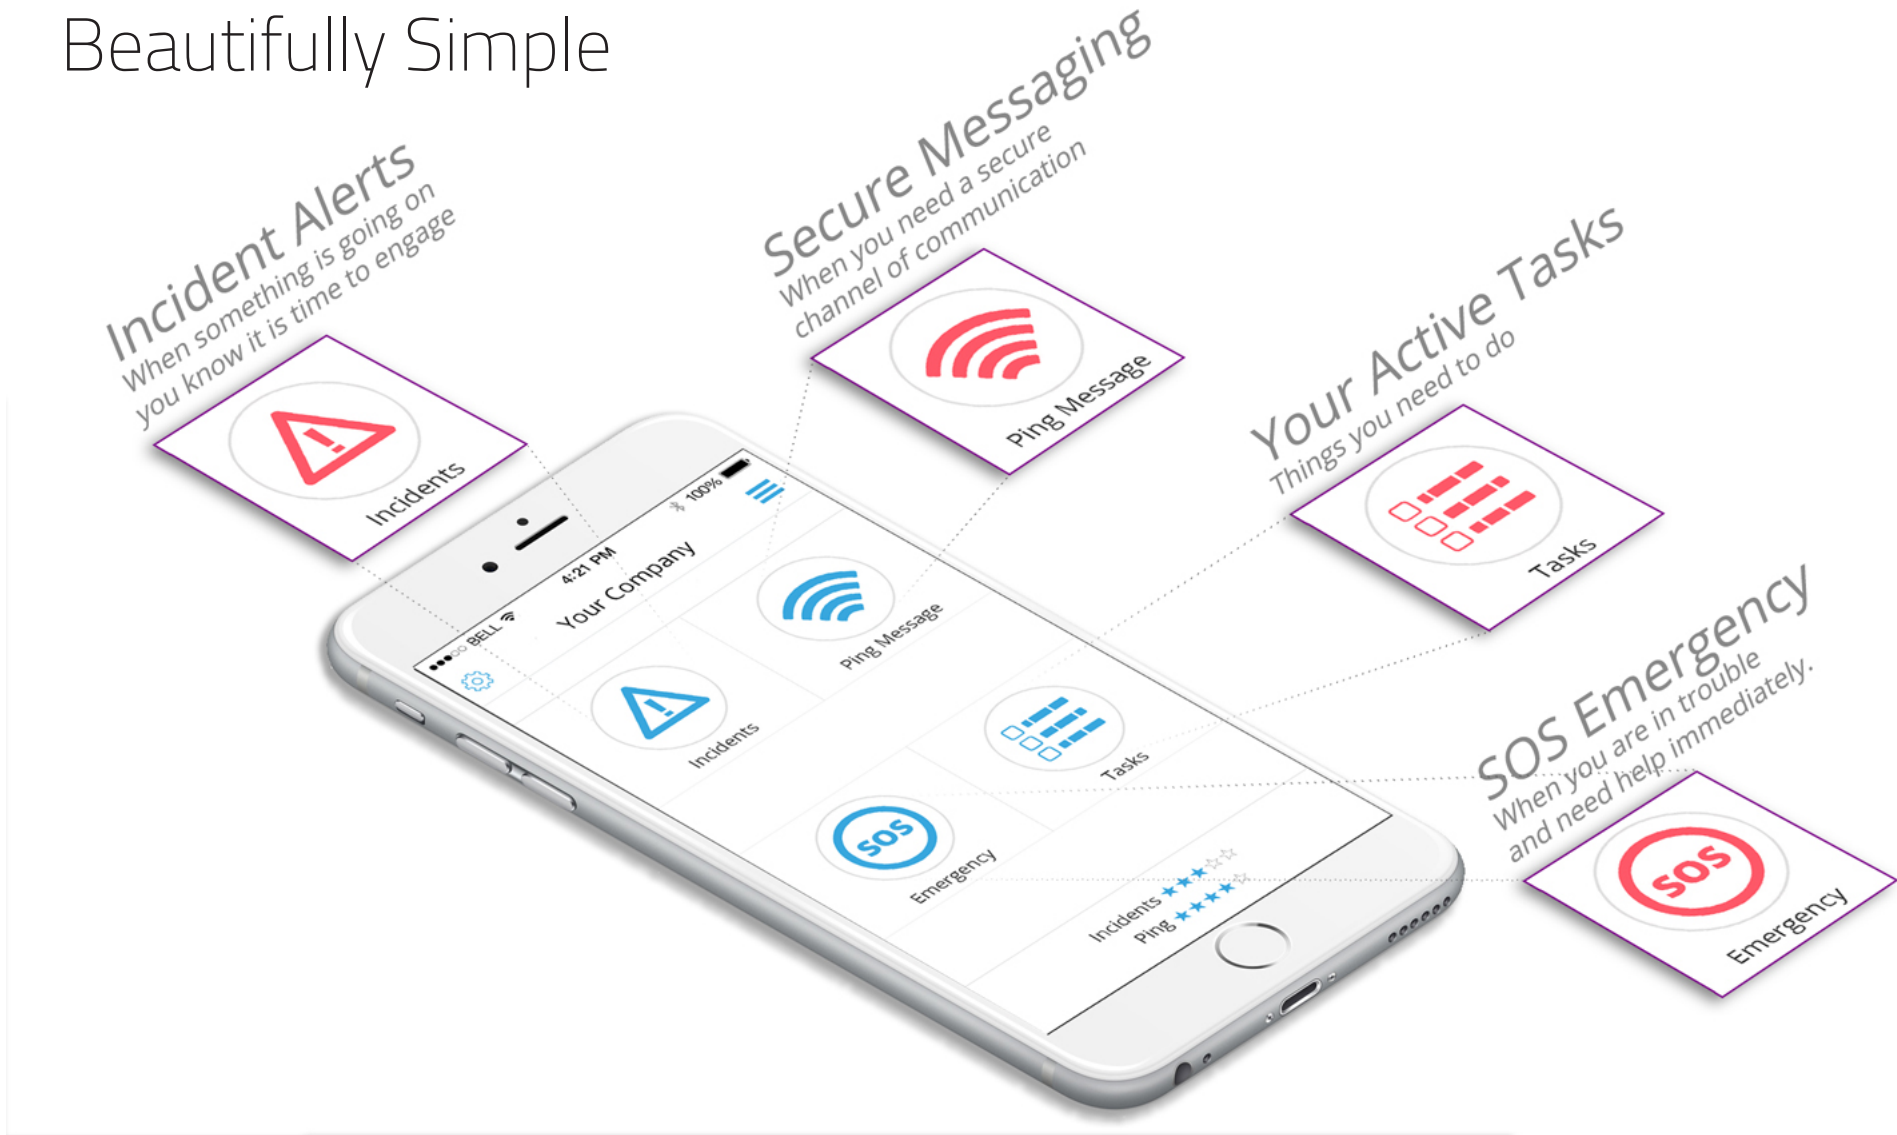 Beautifully Simple
Incident Alerts
When something is going on
you know it is time to engage
Incidents
Secure Messaging
When you need a secure
channel of communication
Ping Message
Your Active Tasks
Things you need to do
Tasks
SOS Emergency
When you are in trouble
and need help immediately.
SOS
Emergency
BELL
4:21 PM
100%
Your Company
Incidents
Ping Message
SOS
Emergency
Tasks
Incidents ★★★☆☆
Ping ★★★★☆